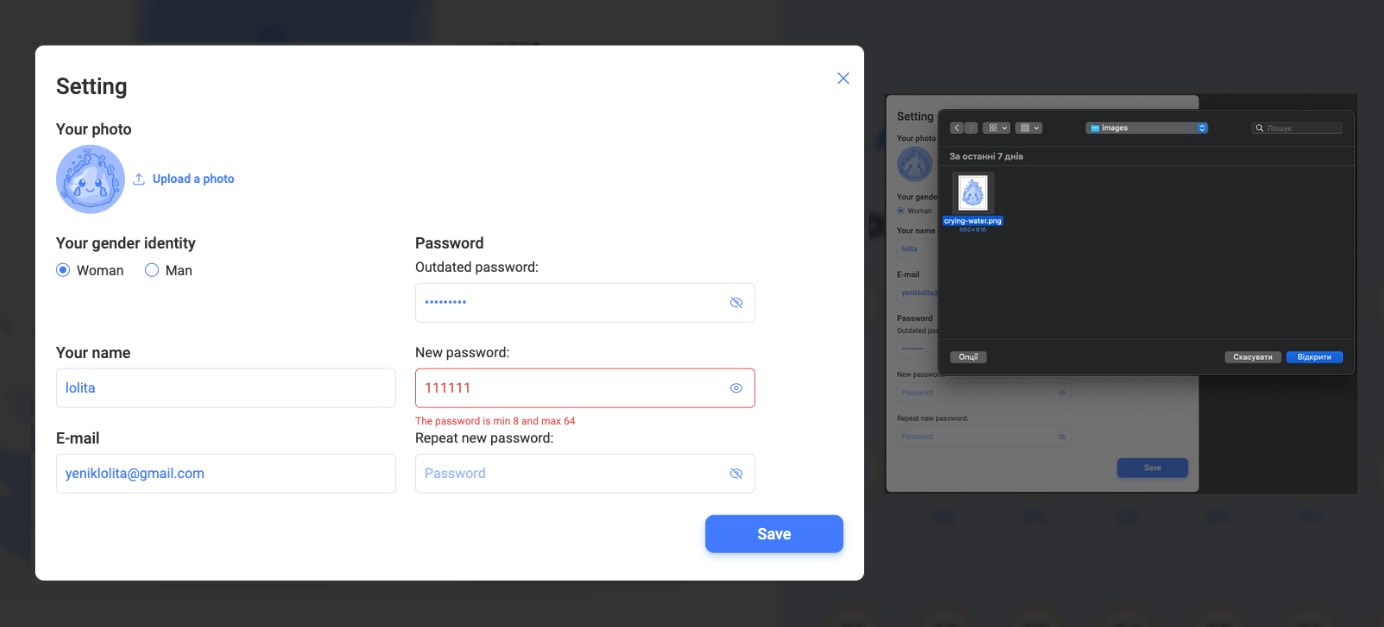 Setting
Your photo
Upload a photo
Your gender identity
Woman
Man
Your name
lolita
E-mail
yeniklolita@gmail.com
Password
Outdated password:
•••••••••
New password:
111111
The password is min 8 and max 64
Repeat new password:
Password
Save
Setting
Your photo
Your gende
Woman
Your name
lolita
E-mail
yeniklolita@
Password
Outdated pas
New password:
Password
Repeat new password:
Password
Save
images
Пошук
За останні 7 днів
crying-water.png
Опції
Скасувати
Відкрити